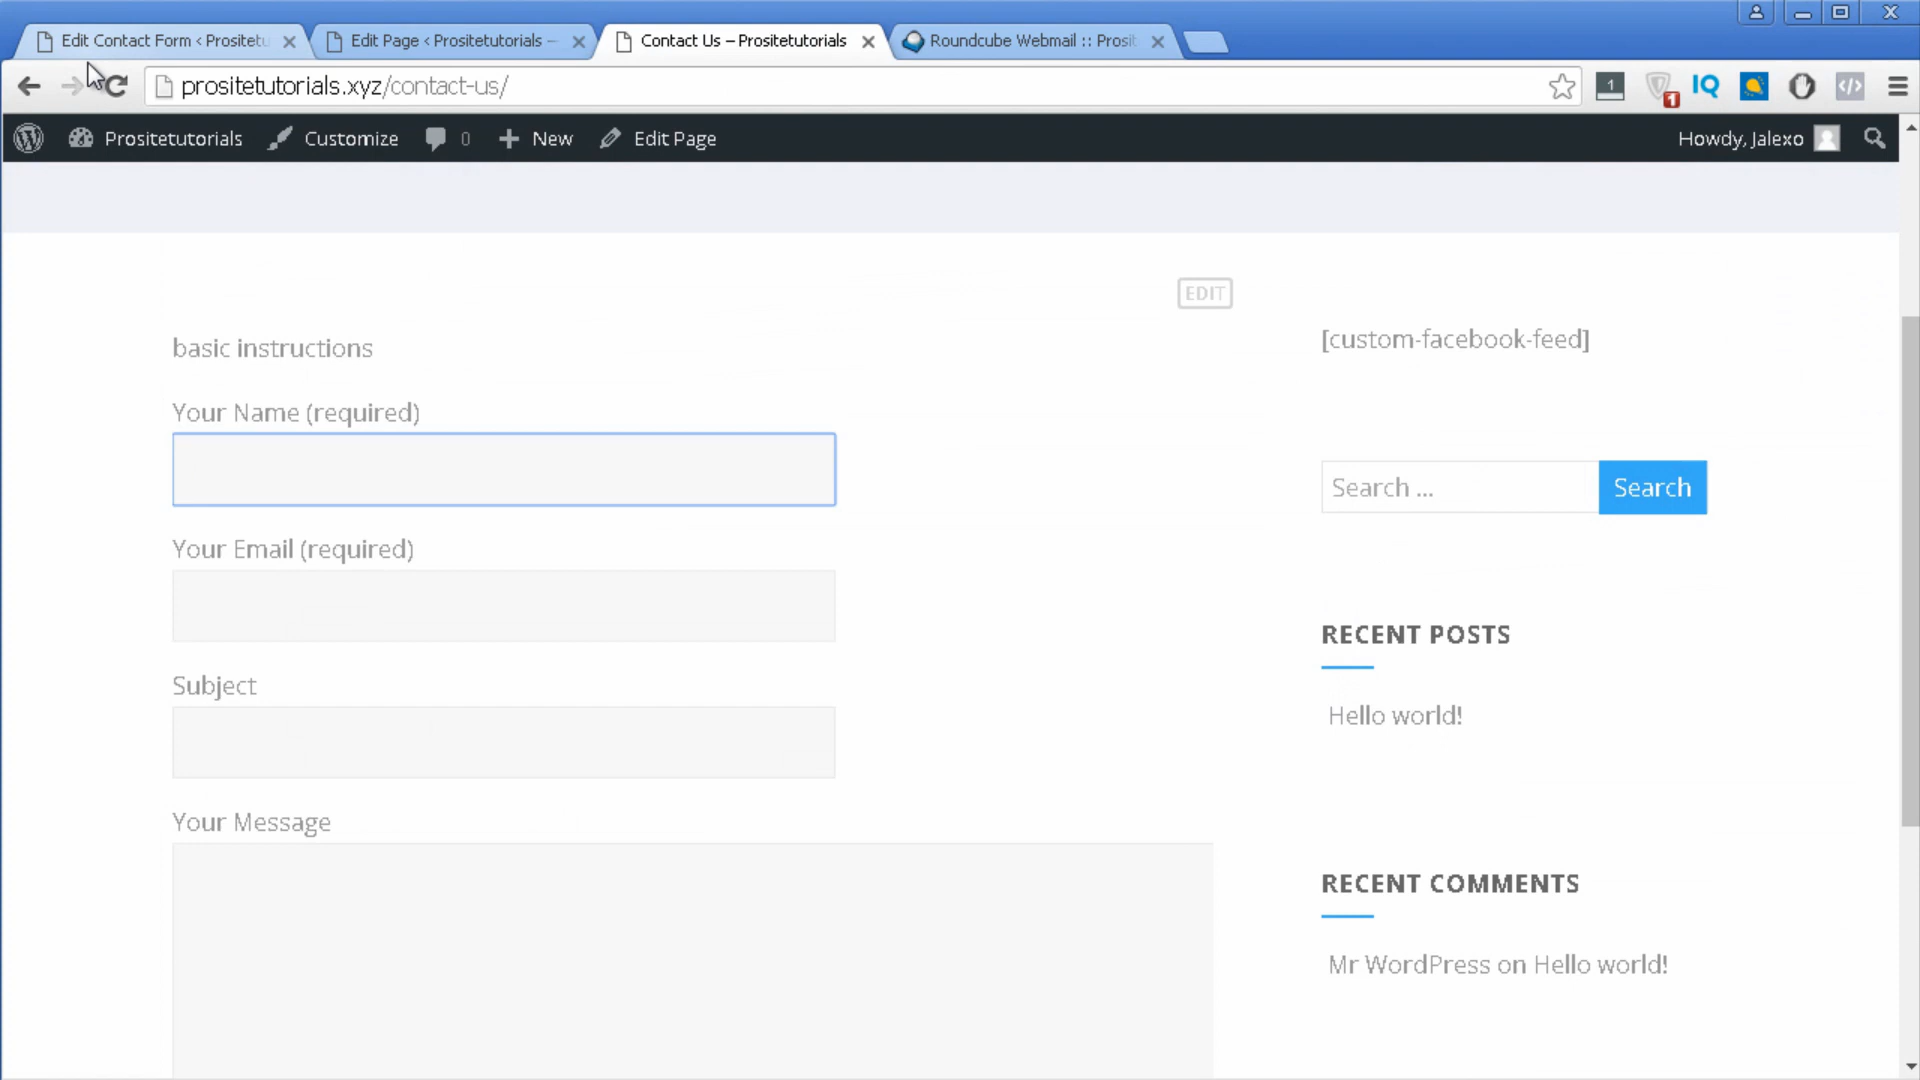 Edit Contact Form < Prositetu
Edit Page < Prositetutorials —
Contact Us – Prositetutorials
Roundcube Webmail :: Prosit
prositetutorials.xyz/contact-us/
1
1
IQ
</>
Prositetutorials
Customize
0
New
Edit Page
Howdy, Jalexo
EDIT
basic instructions
[custom-facebook-feed]
Your Name (required)
Search ...
Search
Your Email (required)
RECENT POSTS
Subject
Hello world!
Your Message
RECENT COMMENTS
Mr WordPress on Hello world!